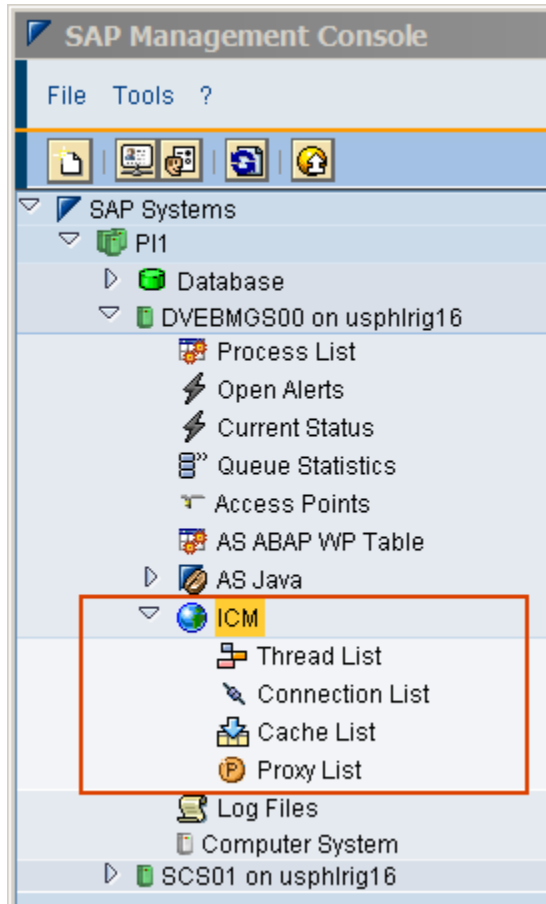 SAP Management Console
File Tools ?
SAP Systems
PI1
Database
DVEBMGS00 on usphlrig16
Process List
Open Alerts
Current Status
Queue Statistics
Access Points
AS ABAP WP Table
AS Java
ICM
Thread List
Connection List
Cache List
P Proxy List
Log Files
Computer System
SCS01 on usphlrig16